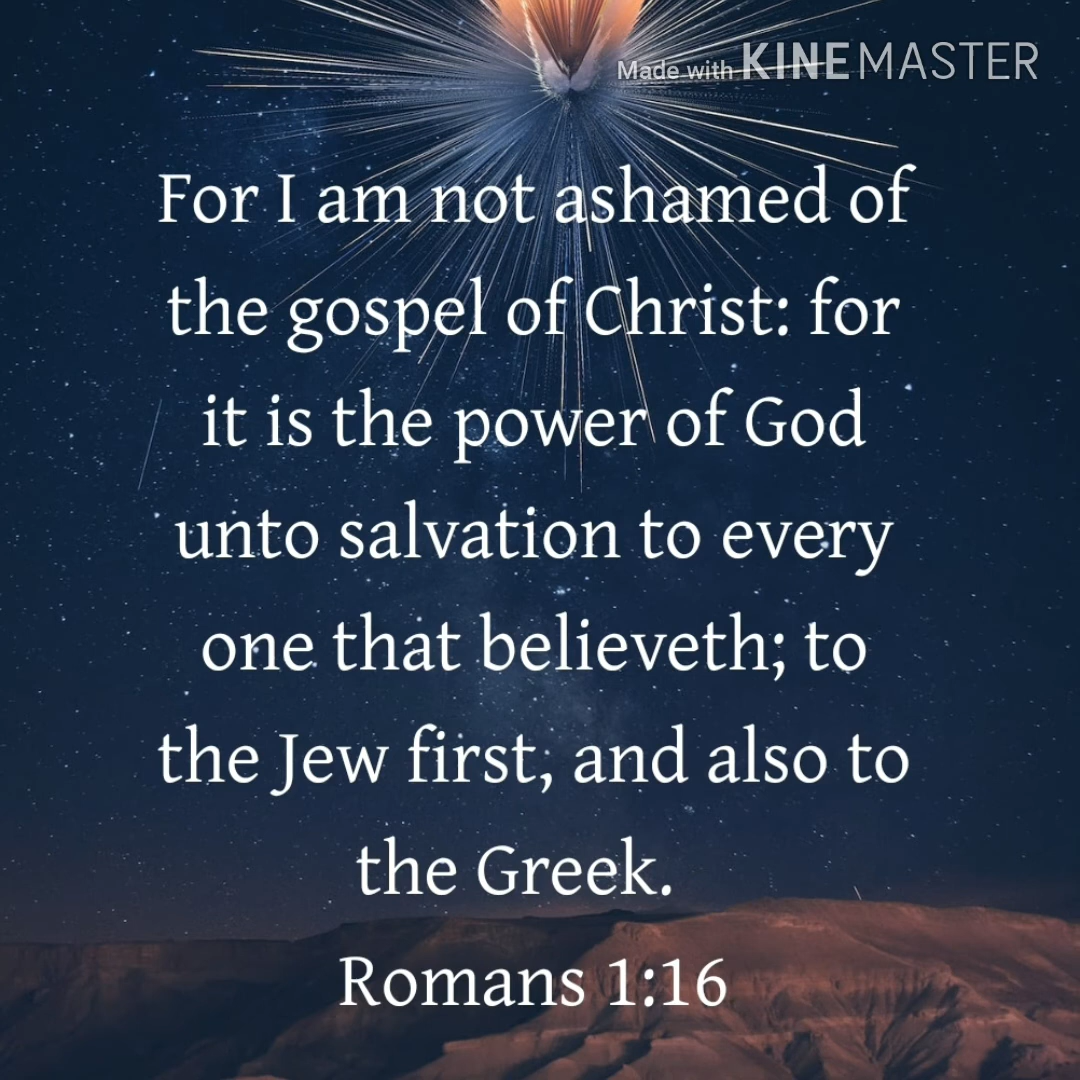 Made with KINEMASTER
For I am not ashamed of
the gospel of Christ: for
it is the power of God
unto salvation to every
one that believeth; to
the Jew first, and also to
the Greek.
Romans 1:16